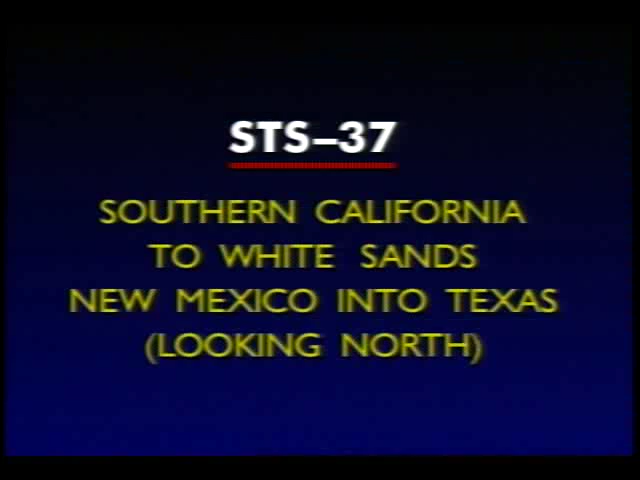 STS–37
SOUTHERN CALIFORNIA
TO WHITE SANDS
NEW MEXICO INTO TEXAS
(LOOKING NORTH)